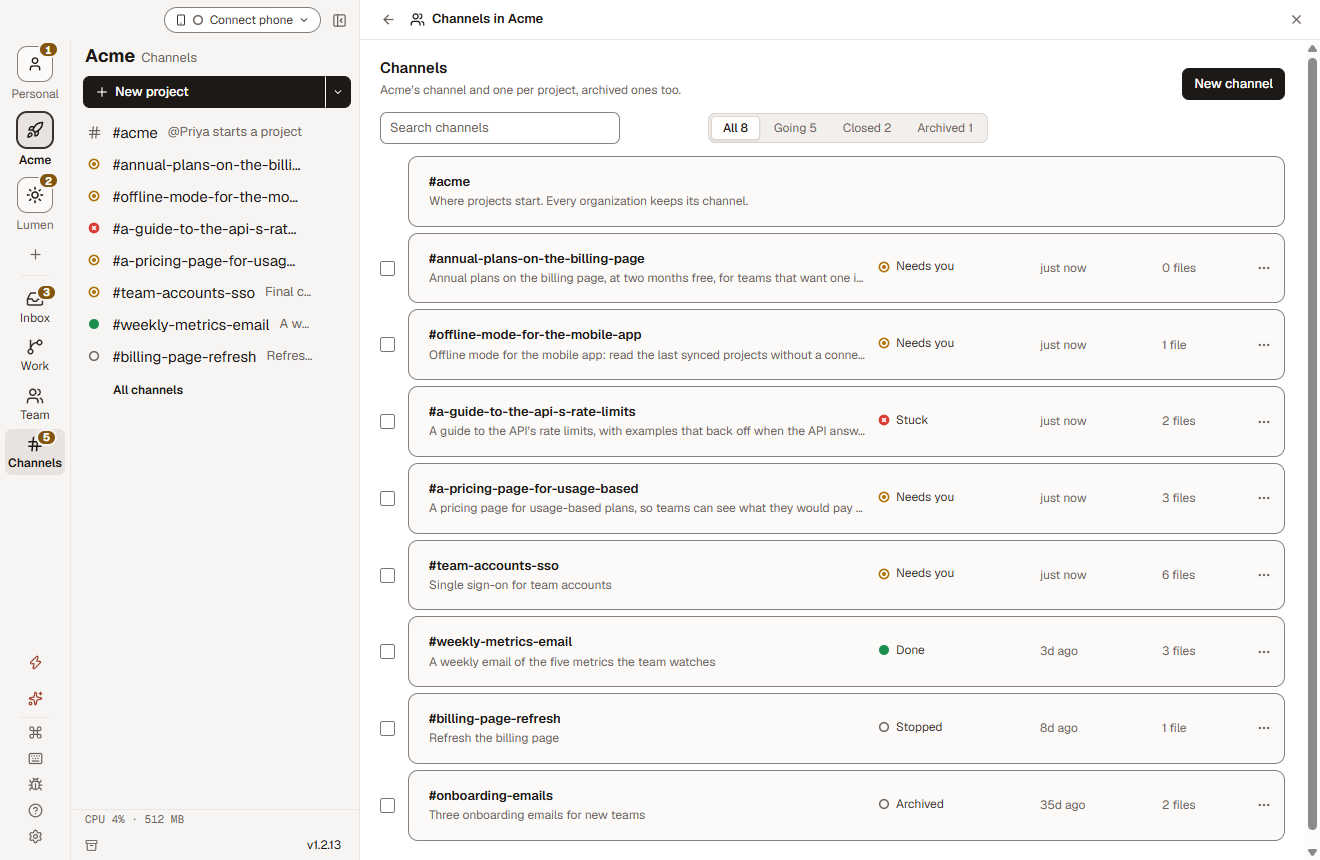 Connect phone
Channels in Acme
1
Personal
Acme
2
Lumen
3
Inbox
Work
Team
5
Channels
Acme Channels
New project
#acme @Priya starts a project
#annual-plans-on-the-billi...
#offline-mode-for-the-mo...
#a-guide-to-the-api-s-rat...
#a-pricing-page-for-usag...
#team-accounts-sso Final c...
#weekly-metrics-email A w...
#billing-page-refresh Refres...
All channels
CPU 4% · 512 MB
v1.2.13
Channels
Acme's channel and one per project, archived ones too.
New channel
Search channels
All 8 Going 5 Closed 2 Archived 1
#acme
Where projects start. Every organization keeps its channel.
#annual-plans-on-the-billing-page
Annual plans on the billing page, at two months free, for teams that want one i...
Needs you just now 0 files
#offline-mode-for-the-mobile-app
Offline mode for the mobile app: read the last synced projects without a conne...
Needs you just now 1 file
#a-guide-to-the-api-s-rate-limits
A guide to the API's rate limits, with examples that back off when the API answ...
Stuck just now 2 files
#a-pricing-page-for-usage-based
A pricing page for usage-based plans, so teams can see what they would pay ...
Needs you just now 3 files
#team-accounts-sso
Single sign-on for team accounts
Needs you just now 6 files
#weekly-metrics-email
A weekly email of the five metrics the team watches
Done 3d ago 3 files
#billing-page-refresh
Refresh the billing page
Stopped 8d ago 1 file
#onboarding-emails
Three onboarding emails for new teams
Archived 35d ago 2 files